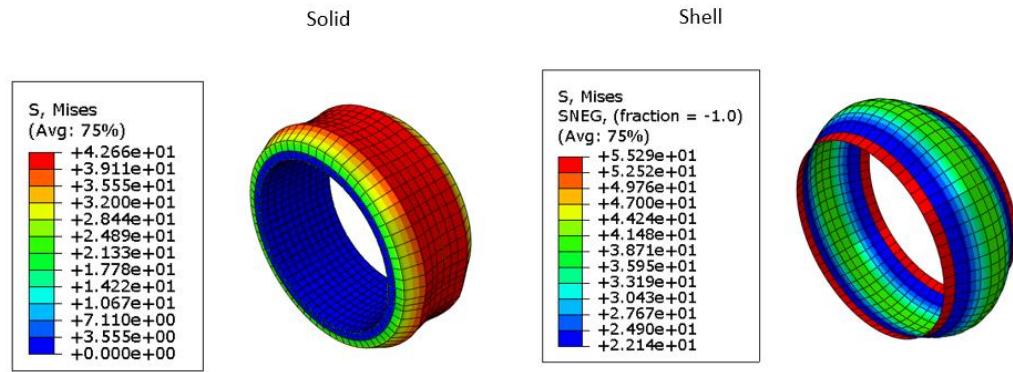 Solid
S, Mises
(Avg: 75%)
+4.266e+01
+3.911e+01
+3.555e+01
+3.200e+01
+2.844e+01
+2.489e+01
+2.133e+01
+1.778e+01
+1.422e+01
+1.067e+01
+7.110e+00
+3.555e+00
+0.000e+00
Shell
S, Mises
SNEG, (fraction = -1.0)
(Avg: 75%)
+5.529e+01
+5.252e+01
+4.976e+01
+4.700e+01
+4.424e+01
+4.148e+01
+3.871e+01
+3.595e+01
+3.319e+01
+3.043e+01
+2.767e+01
+2.490e+01
+2.214e+01